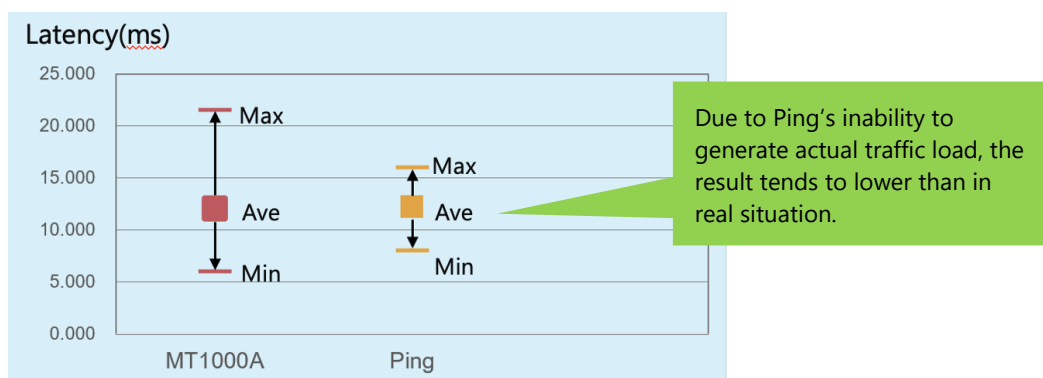 Latency(ms)
25.000
20.000
15.000
10.000
5.000
0.000
Max
Ave
Min
Max
Ave
Min
MT1000A
Ping
Due to Ping's inability to
generate actual traffic load, the
result tends to lower than in
real situation.